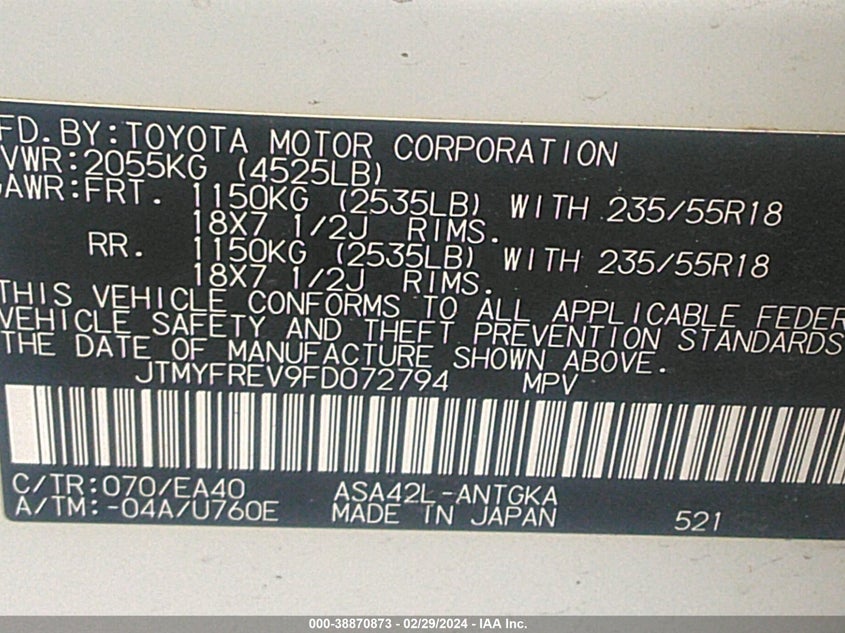 FD.BY:TOYOTA MOTOR CORPORATION
VWR:2055KG (4525LB)
AWR:FRT. 1150KG (2535LB) WITH 235/55R18
18X7 1/2J RIMS.
RR. 1150KG (2535LB) WITH 235/55R18
18X7 1/2J RIMS.
THIS VEHICLE CONFORMS TO ALL APPLICABLE FEDER
VEHICLE SAFETY AND THEFT PREVENTION STANDARDS
THE DATE OF MANUFACTURE SHOWN ABOVE.
JTMYFREV9FD072794 MPV
C/TR:070/EA40 ASA42L-ANTGKA
A/TM:-04A/U760E MADE IN JAPAN 521
000-38870873 - 02/29/2024 - IAA Inc.